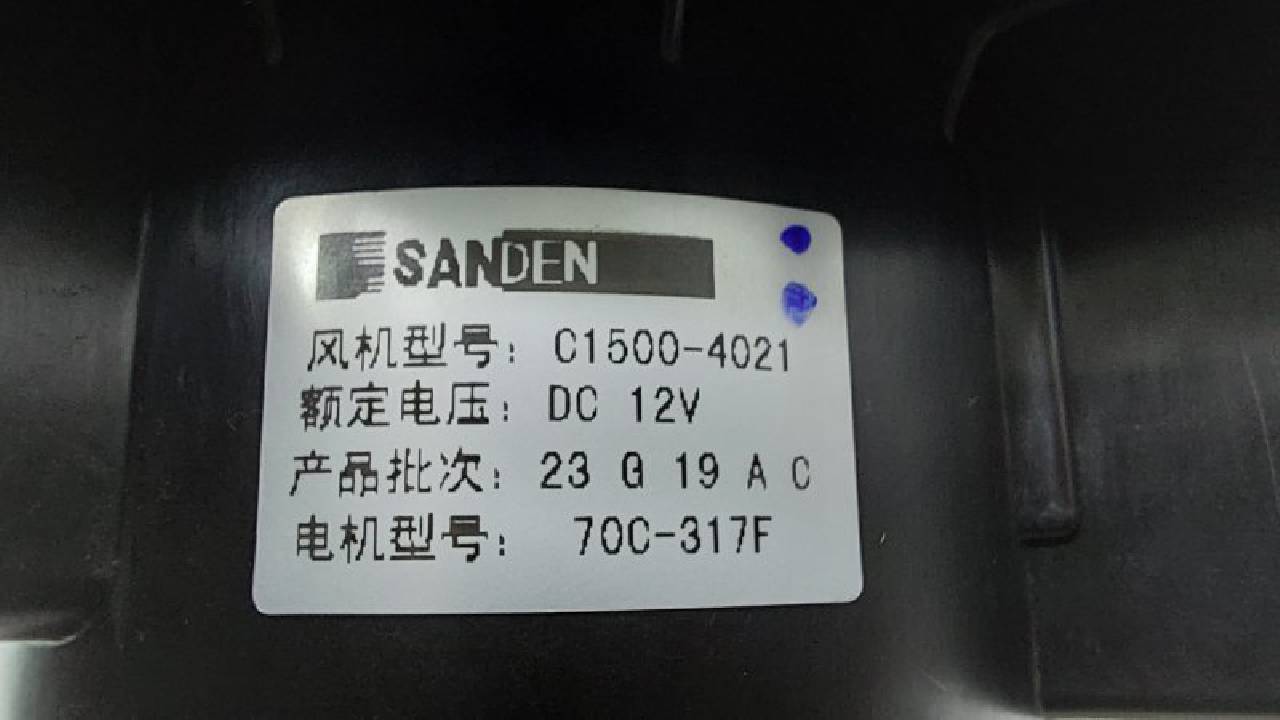 SANDEN
风机型号：C1500-4021
额定电压：DC 12V
产品批次：23 G 19 A C
电机型号：70C-317F